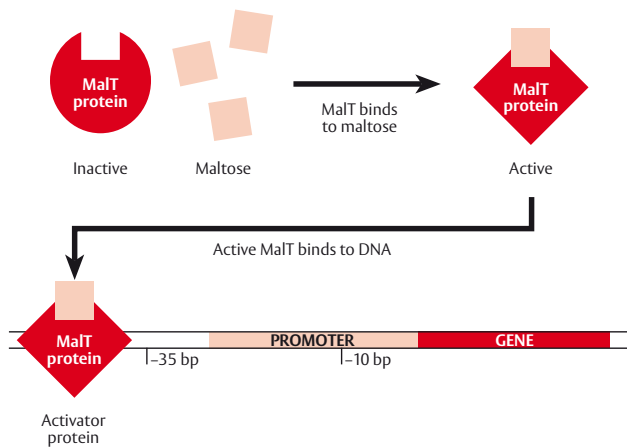 MalT
protein
MalT binds
to maltose
MalT
protein
Inactive
Maltose
Active
Active MalT binds to DNA
MalT
protein
PROMOTER
GENE
–35 bp
–10 bp
Activator
protein